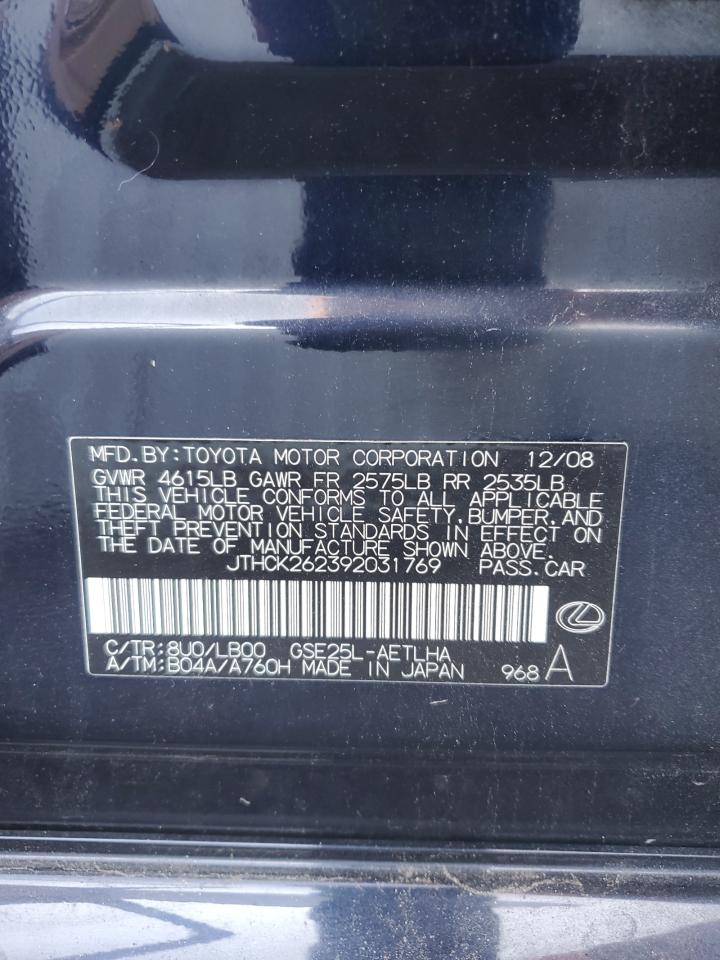 MFD.BY:TOYOTA MOTOR CORPORATION 12/08
GVWR 4615LB GAWR FR 2575LB RR 2535LB
THIS VEHICLE CONFORMS TO ALL APPLICABLE
FEDERAL MOTOR VEHICLE SAFETY,BUMPER,AND
THEFT PREVENTION STANDARDS IN EFFECT ON
THE DATE OF MANUFACTURE SHOWN ABOVE.
JTHCK262392031769 PASS.CAR
C/TR:8U0/LB00 GSE25L-AETLHA
A/TM:B04A/A760H MADE IN JAPAN 968 A